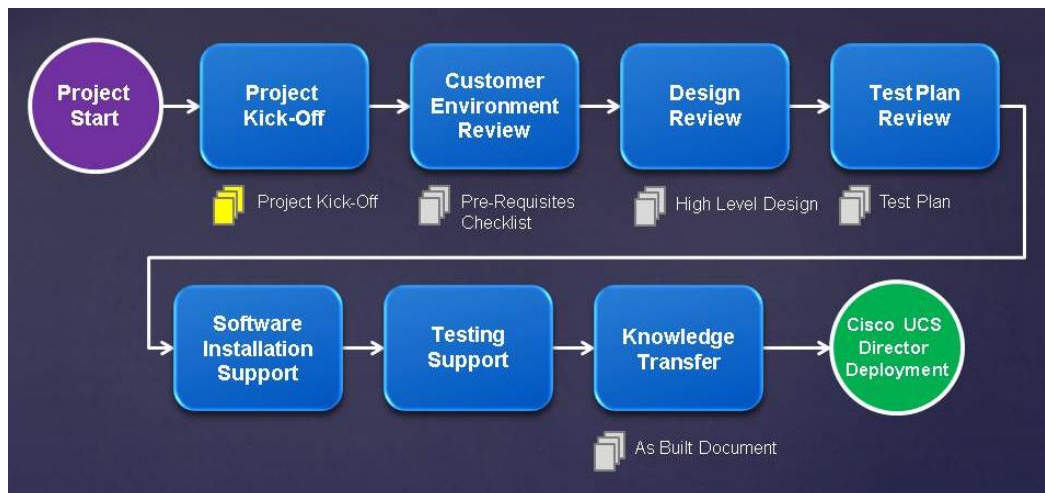 Project
Start
Project
Kick-Off
Customer
Environment
Review
Design
Review
Test Plan
Review
Project Kick-Off
Pre-Requisites
Checklist
High Level Design
Test Plan
Software
Installation
Support
Testing
Support
Knowledge
Transfer
Cisco UCS
Director
Deployment
As Built Document